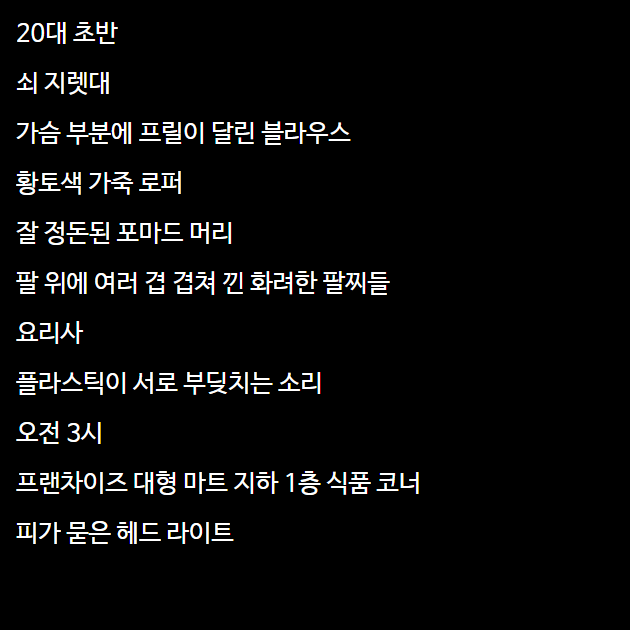 20대 초반
쇠 지렛대
가슴 부분에 프릴이 달린 블라우스
황토색 가죽 로퍼
잘 정돈된 포마드 머리
팔 위에 여러 겹 겹쳐 낀 화려한 팔찌들
요리사
플라스틱이 서로 부딪치는 소리
오전 3시
프랜차이즈 대형 마트 지하 1층 식품 코너
피가 묻은 헤드 라이트